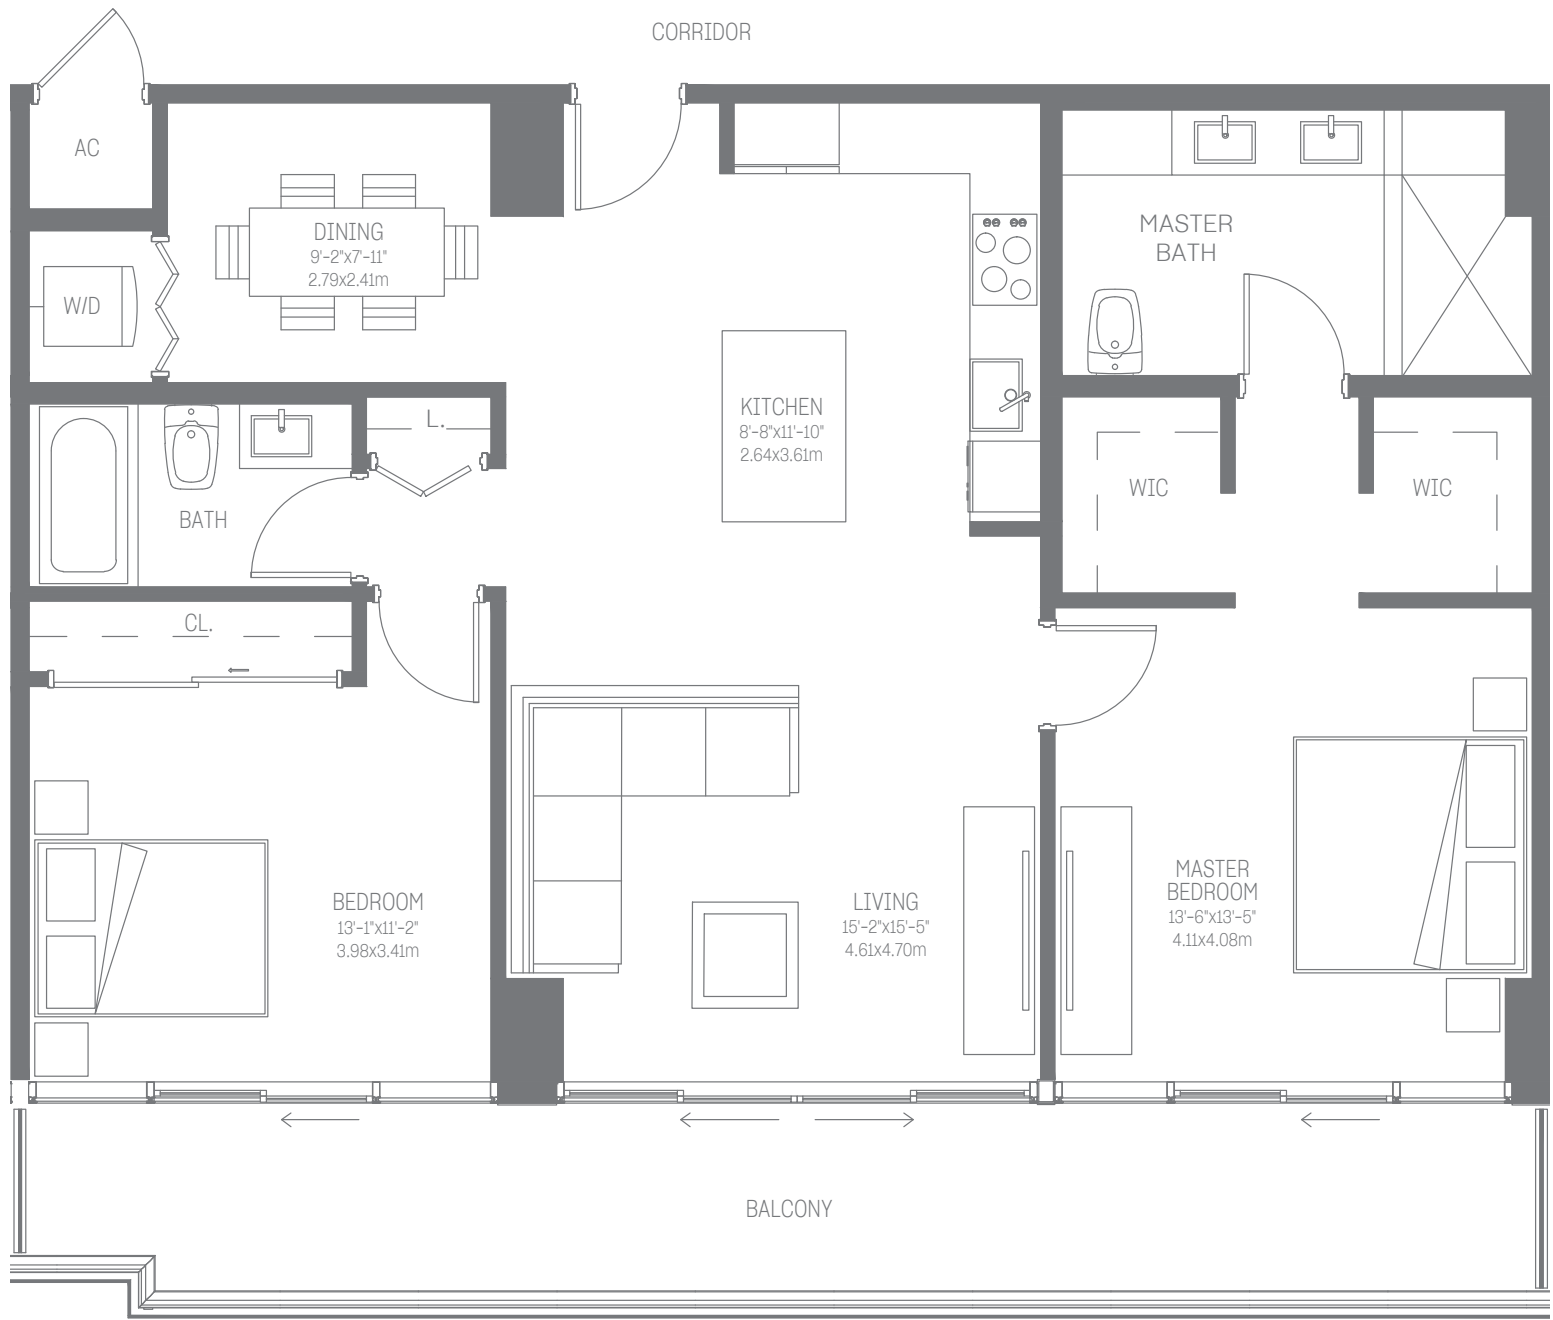 CORRIDOR
AC
DINING
9'-2"x7'-11"
2.79x2.41m
MASTER
BATH
W/D
KITCHEN
8'-8"x11'-10"
2.64x3.61m
L.
WIC
WIC
BATH
CL.
BEDROOM
13'-1"x11'-2"
3.98x3.41m
LIVING
15'-2"x15'-5"
4.61x4.70m
MASTER
BEDROOM
13'-6"x13'-5"
4.11x4.08m
BALCONY